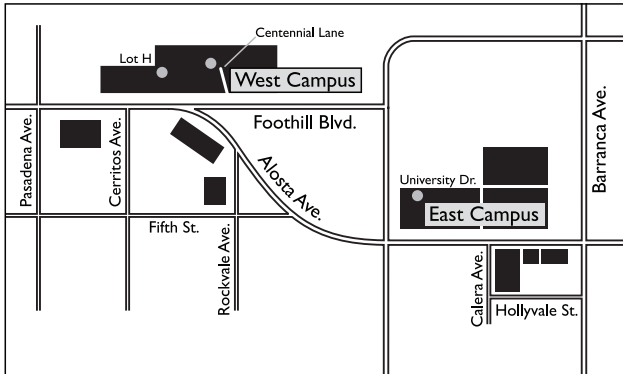 Centennial Lane
Lot H
West Campus
Foothill Blvd.
Pasadena Ave.
Cerritos Ave.
Alosta Ave.
Barranca Ave.
University Dr.
East Campus
Fifth St.
Rockvale Ave.
Calera Ave.
Hollyvale St.